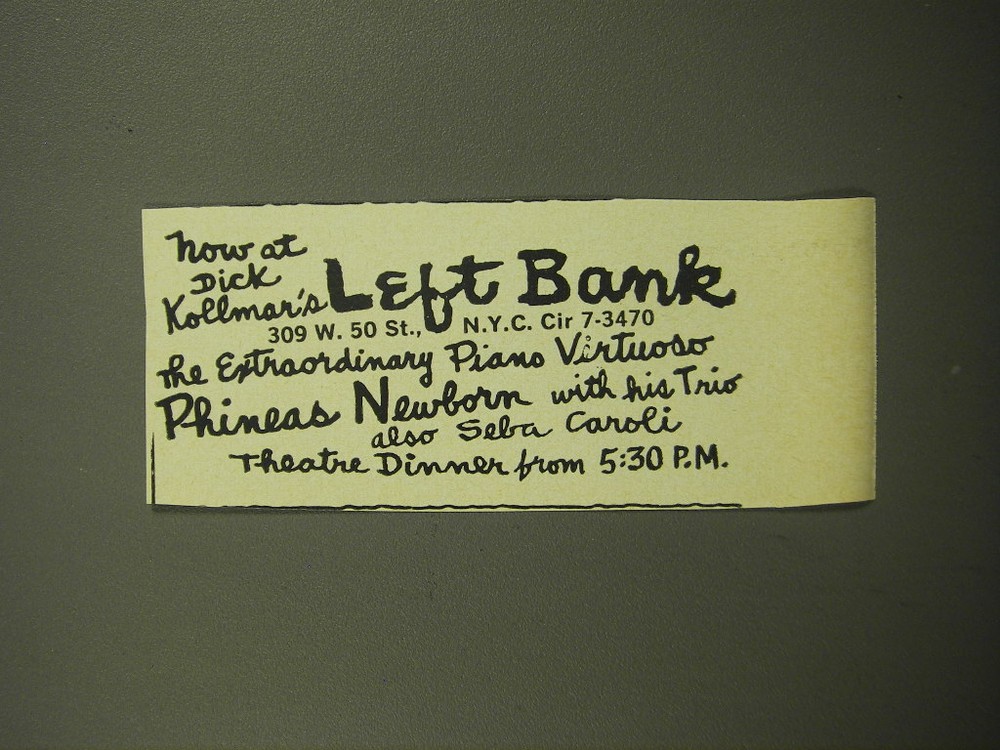 Now at
Dick
Kollmar's
Left Bank
309 W. 50 St., N.Y.C. Cir 7-3470
The Extraordinary Piano Virtuoso
Phineas Newborn with his Trio
also Seba Caroli
Theatre Dinner from 5:30 P.M.